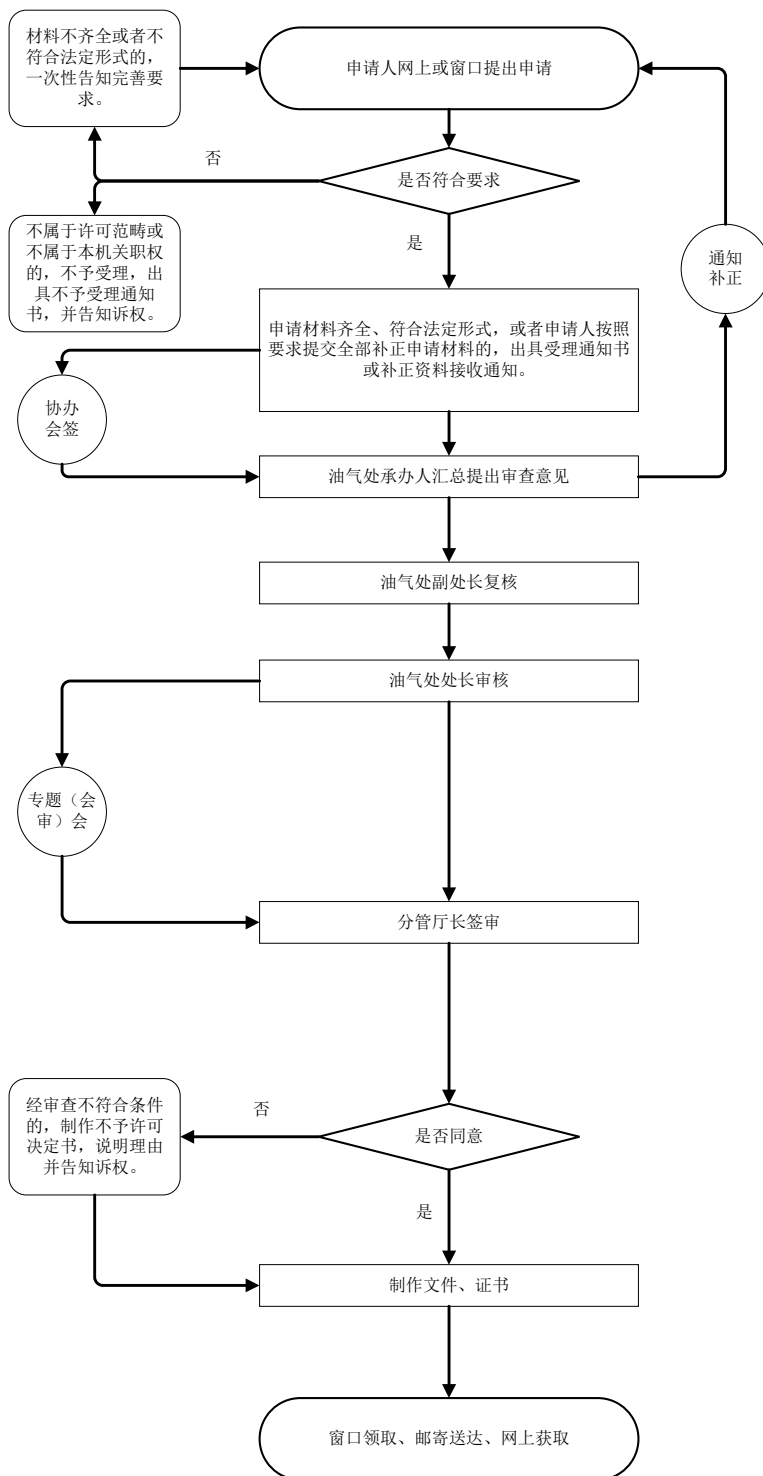 材料不齐全或者不
符合法定形式的，
一次性告知完善要
求。
申请人网上或窗口提出申请
否
是否符合要求
不属于许可范畴或
不属于本机关职权
的，不予受理，出
具不予受理通知
书，并告知诉权。
是
通知
补正
申请材料齐全、符合法定形式，或者申请人按照
要求提交全部补正申请材料的，出具受理通知书
或补正资料接收通知。
协办
会签
油气处承办人汇总提出审查意见
油气处副处长复核
油气处处长审核
专题（会
审）会
分管厅长签审
经审查不符合条件
的，制作不予许可
决定书，说明理由
并告知诉权。
否
是否同意
是
制作文件、证书
窗口领取、邮寄送达、网上获取